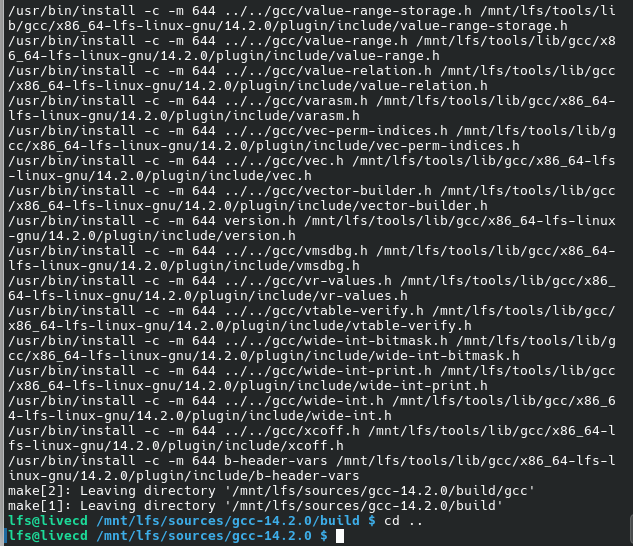 /usr/bin/install -c -m 644 ../../gcc/value-range-storage.h /mnt/lfs/tools/li
b/gcc/x86_64-lfs-linux-gnu/14.2.0/plugin/include/value-range-storage.h
/usr/bin/install -c -m 644 ../../gcc/value-range.h /mnt/lfs/tools/lib/gcc/x8
6_64-lfs-linux-gnu/14.2.0/plugin/include/value-range.h
/usr/bin/install -c -m 644 ../../gcc/value-relation.h /mnt/lfs/tools/lib/gcc
/x86_64-lfs-linux-gnu/14.2.0/plugin/include/value-relation.h
/usr/bin/install -c -m 644 ../../gcc/varasm.h /mnt/lfs/tools/lib/gcc/x86_64-
lfs-linux-gnu/14.2.0/plugin/include/varasm.h
/usr/bin/install -c -m 644 ../../gcc/vec-perm-indices.h /mnt/lfs/tools/lib/g
cc/x86_64-lfs-linux-gnu/14.2.0/plugin/include/vec-perm-indices.h
/usr/bin/install -c -m 644 ../../gcc/vec.h /mnt/lfs/tools/lib/gcc/x86_64-lfs
-linux-gnu/14.2.0/plugin/include/vec.h
/usr/bin/install -c -m 644 ../../gcc/vector-builder.h /mnt/lfs/tools/lib/gcc
/x86_64-lfs-linux-gnu/14.2.0/plugin/include/vector-builder.h
/usr/bin/install -c -m 644 version.h /mnt/lfs/tools/lib/gcc/x86_64-lfs-linux
-gnu/14.2.0/plugin/include/version.h
/usr/bin/install -c -m 644 ../../gcc/vmsdbg.h /mnt/lfs/tools/lib/gcc/x86_64-
lfs-linux-gnu/14.2.0/plugin/include/vmsdbg.h
/usr/bin/install -c -m 644 ../../gcc/vr-values.h /mnt/lfs/tools/lib/gcc/x86_
64-lfs-linux-gnu/14.2.0/plugin/include/vr-values.h
/usr/bin/install -c -m 644 ../../gcc/vtable-verify.h /mnt/lfs/tools/lib/gcc/
x86_64-lfs-linux-gnu/14.2.0/plugin/include/vtable-verify.h
/usr/bin/install -c -m 644 ../../gcc/wide-int-bitmask.h /mnt/lfs/tools/lib/g
cc/x86_64-lfs-linux-gnu/14.2.0/plugin/include/wide-int-bitmask.h
/usr/bin/install -c -m 644 ../../gcc/wide-int-print.h /mnt/lfs/tools/lib/gcc
/x86_64-lfs-linux-gnu/14.2.0/plugin/include/wide-int-print.h
/usr/bin/install -c -m 644 ../../gcc/wide-int.h /mnt/lfs/tools/lib/gcc/x86_6
4-lfs-linux-gnu/14.2.0/plugin/include/wide-int.h
/usr/bin/install -c -m 644 ../../gcc/xcoff.h /mnt/lfs/tools/lib/gcc/x86_64-l
fs-linux-gnu/14.2.0/plugin/include/xcoff.h
/usr/bin/install -c -m 644 b-header-vars /mnt/lfs/tools/lib/gcc/x86_64-lfs-l
inux-gnu/14.2.0/plugin/include/b-header-vars
make[2]: Leaving directory '/mnt/lfs/sources/gcc-14.2.0/build/gcc'
make[1]: Leaving directory '/mnt/lfs/sources/gcc-14.2.0/build'
lfs@livecd /mnt/lfs/sources/gcc-14.2.0/build $ cd ..
lfs@livecd /mnt/lfs/sources/gcc-14.2.0 $